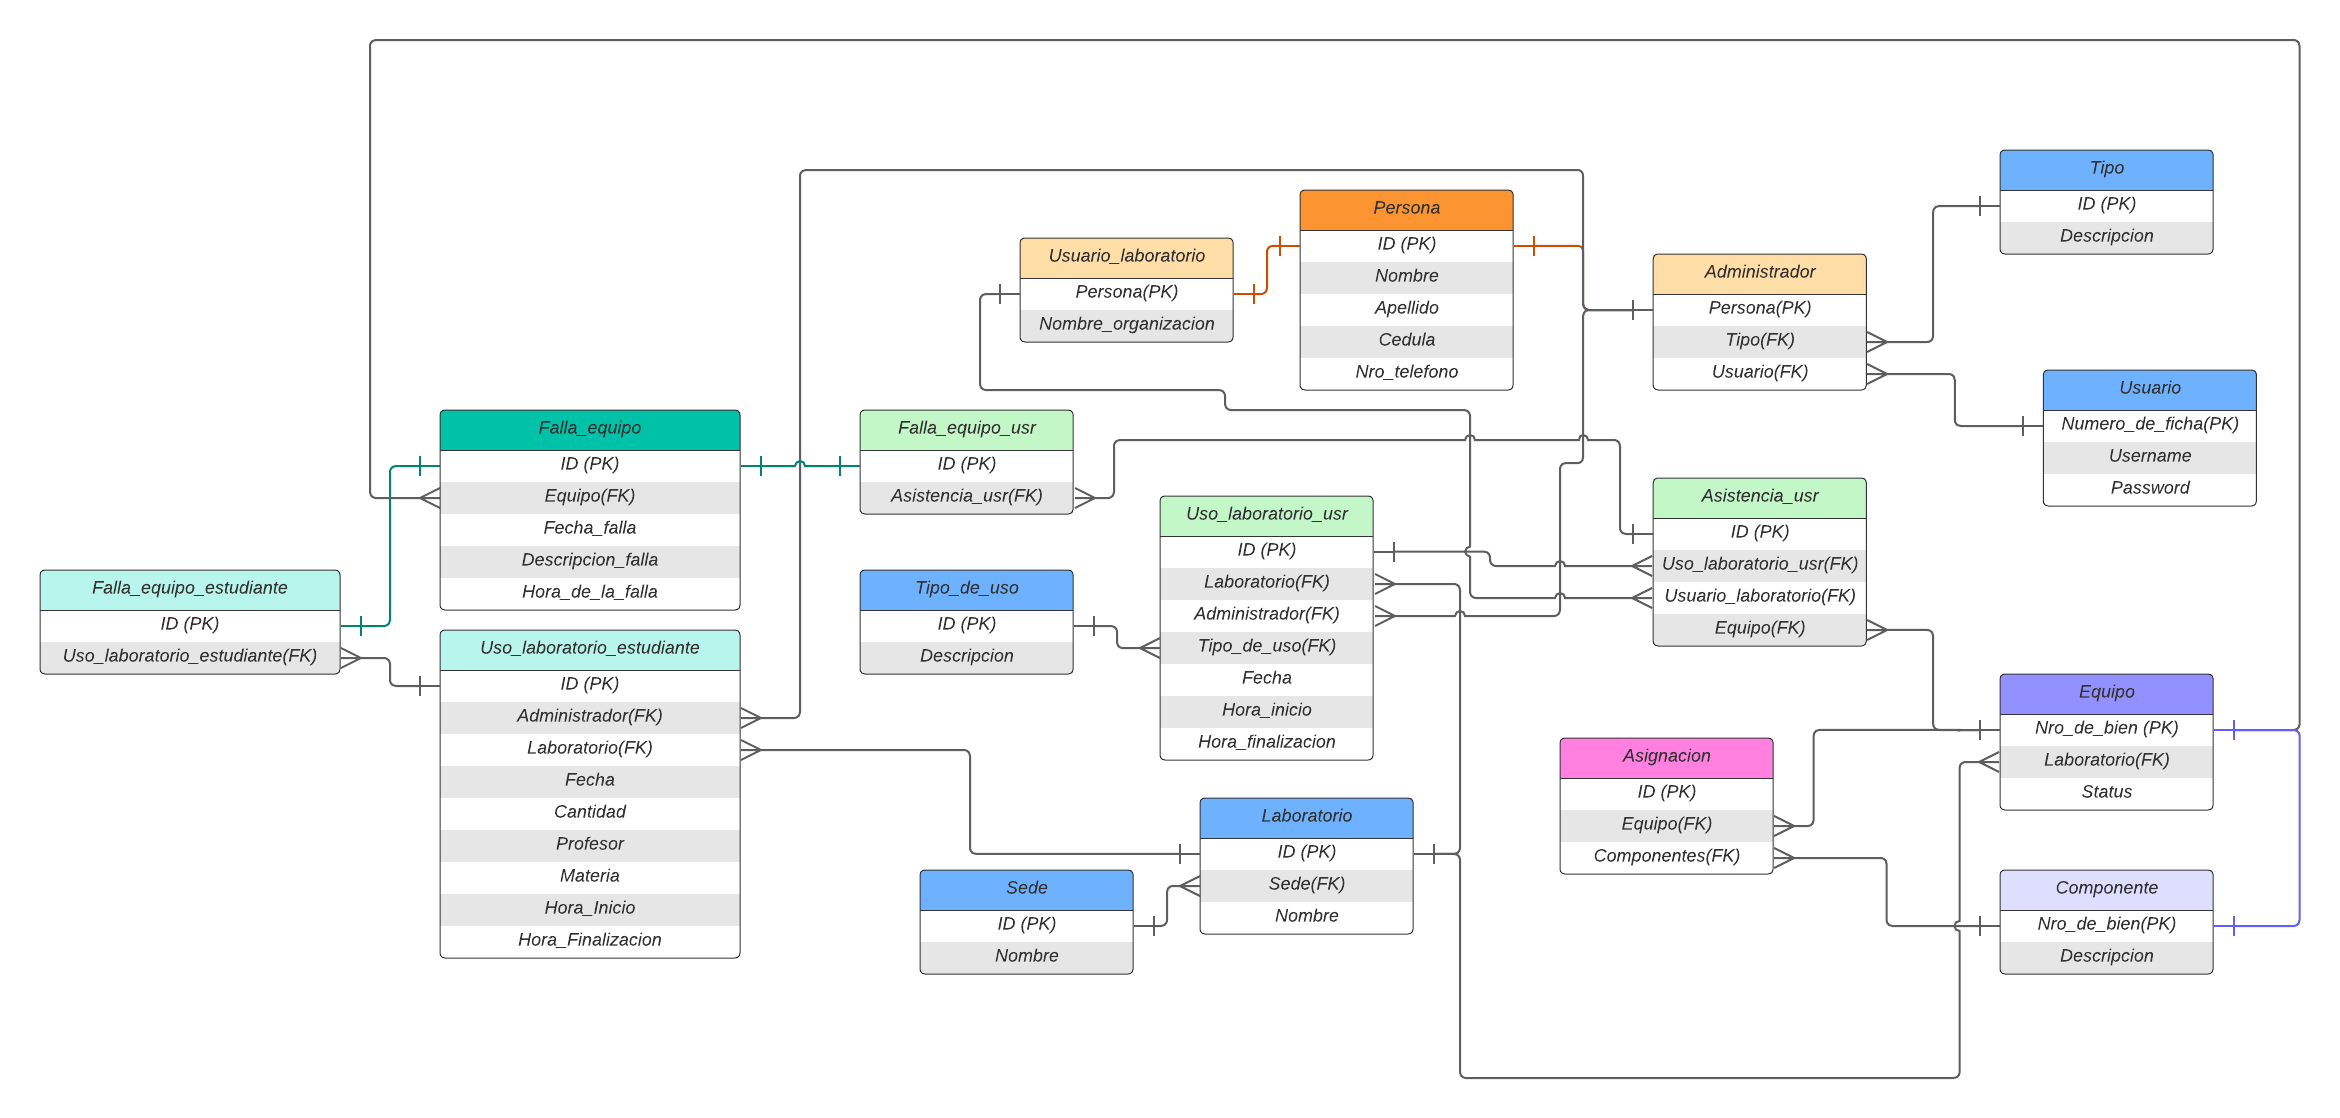 Tipo
ID (PK)
Descripcion
Persona
ID (PK)
Nombre
Apellido
Cedula
Nro_telefono
Usuario_laboratorio
Persona(PK)
Nombre_organizacion
Administrador
Persona(PK)
Tipo(FK)
Usuario(FK)
Usuario
Numero_de_ficha(PK)
Username
Password
Falla_equipo
ID (PK)
Equipo(FK)
Fecha_falla
Descripcion_falla
Hora_de_la_falla
Falla_equipo_usr
ID (PK)
Asistencia_usr(FK)
Asistencia_usr
ID (PK)
Uso_laboratorio_usr(FK)
Usuario_laboratorio(FK)
Equipo(FK)
Uso_laboratorio_usr
ID (PK)
Laboratorio(FK)
Administrador(FK)
Tipo_de_uso(FK)
Fecha
Hora_inicio
Hora_finalizacion
Falla_equipo_estudiante
ID (PK)
Uso_laboratorio_estudiante(FK)
Tipo_de_uso
ID (PK)
Descripcion
Uso_laboratorio_estudiante
ID (PK)
Administrador(FK)
Laboratorio(FK)
Fecha
Cantidad
Profesor
Materia
Hora_Inicio
Hora_Finalizacion
Equipo
Nro_de_bien (PK)
Laboratorio(FK)
Status
Asignacion
ID (PK)
Equipo(FK)
Componentes(FK)
Laboratorio
ID (PK)
Sede(FK)
Nombre
Sede
ID (PK)
Nombre
Componente
Nro_de_bien(PK)
Descripcion